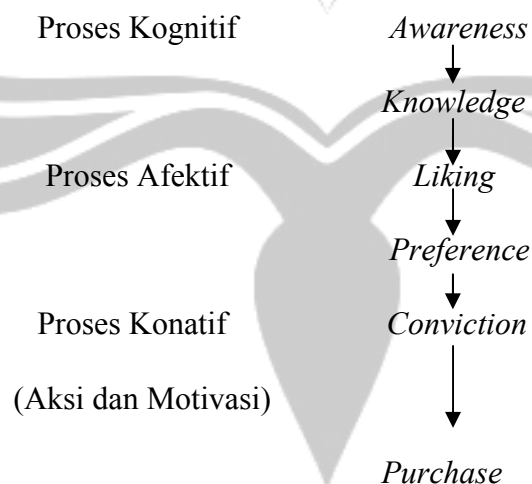 Proses Kognitif Awareness
Knowledge
Proses Afektif Liking
Preference
Proses Konatif Conviction
(Aksi dan Motivasi)
Purchase